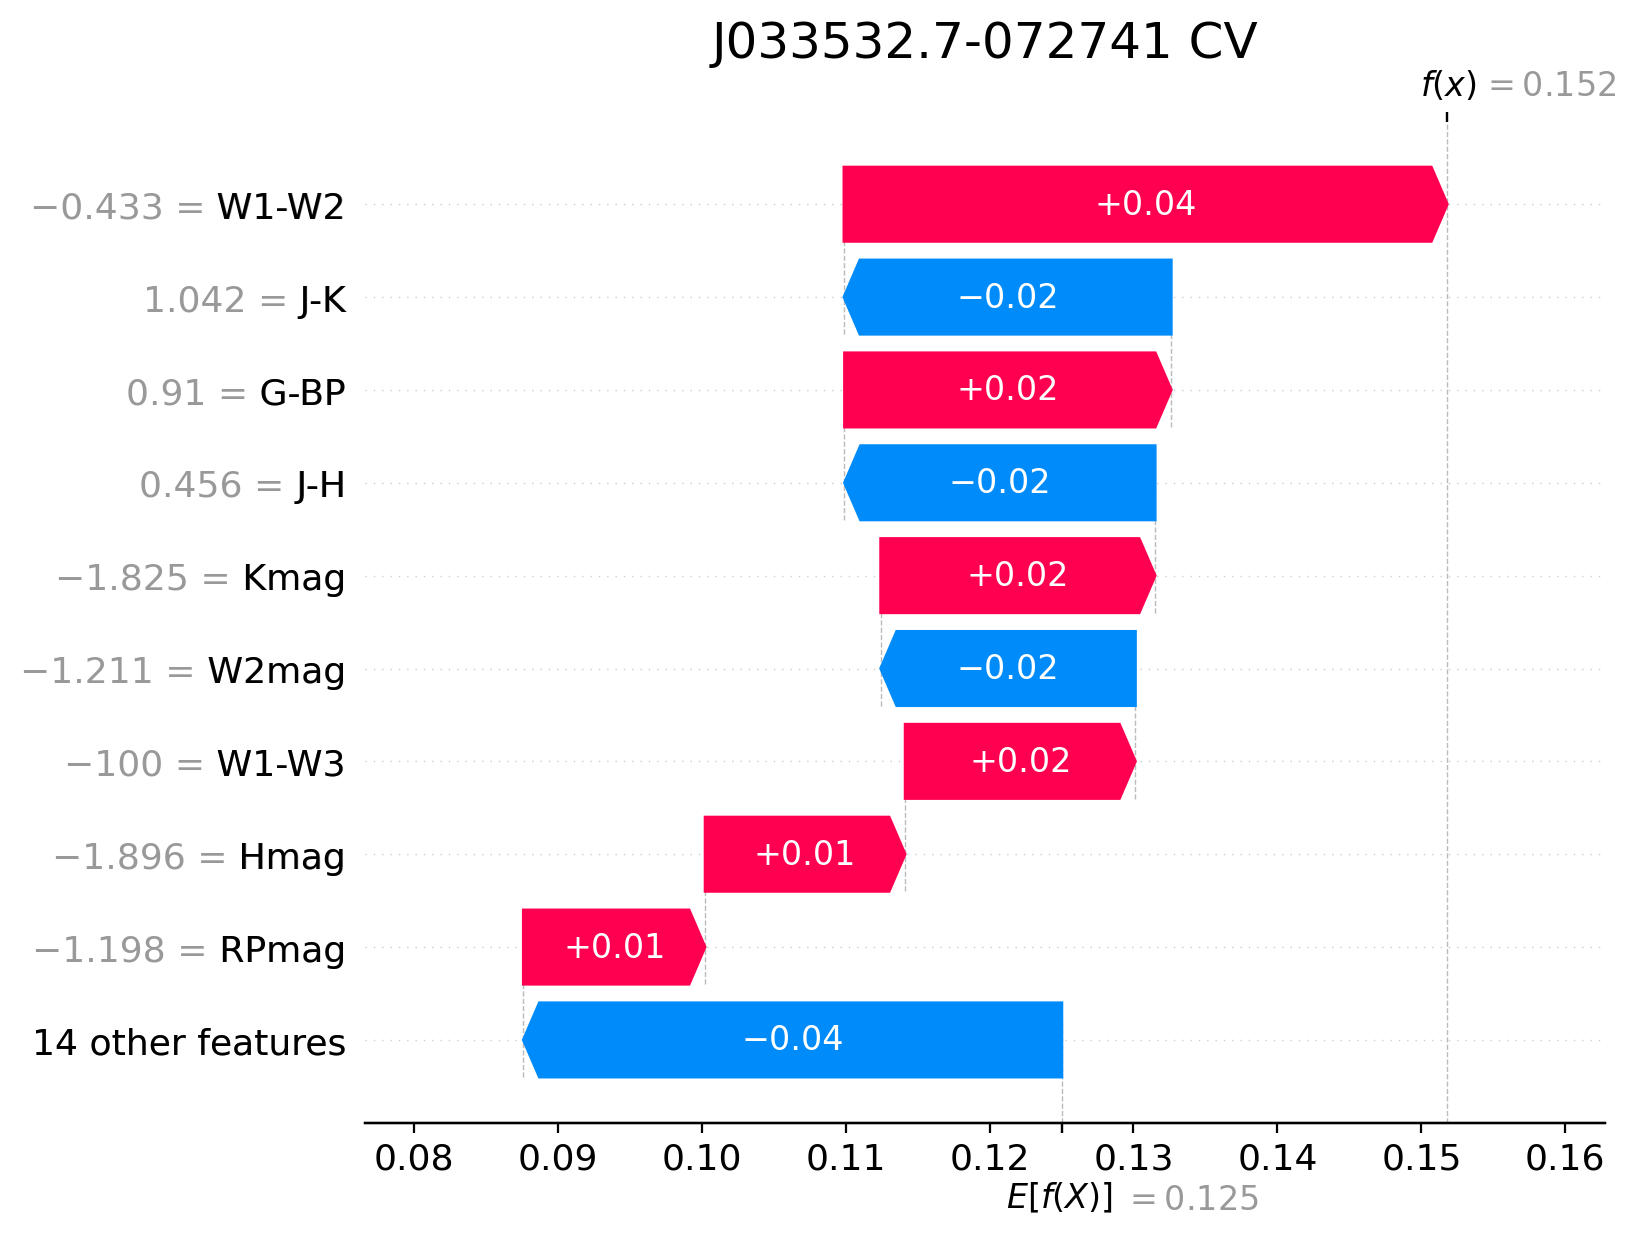 J033532.7-072741 CV
f(x) = 0.152
−0.433 = W1-W2
+0.04
1.042 = J-K
−0.02
0.91 = G-BP
+0.02
0.456 = J-H
−0.02
−1.825 = Kmag
+0.02
−1.211 = W2mag
−0.02
−100 = W1-W3
+0.02
−1.896 = Hmag
+0.01
−1.198 = RPmag
+0.01
14 other features
−0.04
0.08 0.09 0.10 0.11 0.12 0.13 0.14 0.15 0.16
E[f(X)] = 0.125